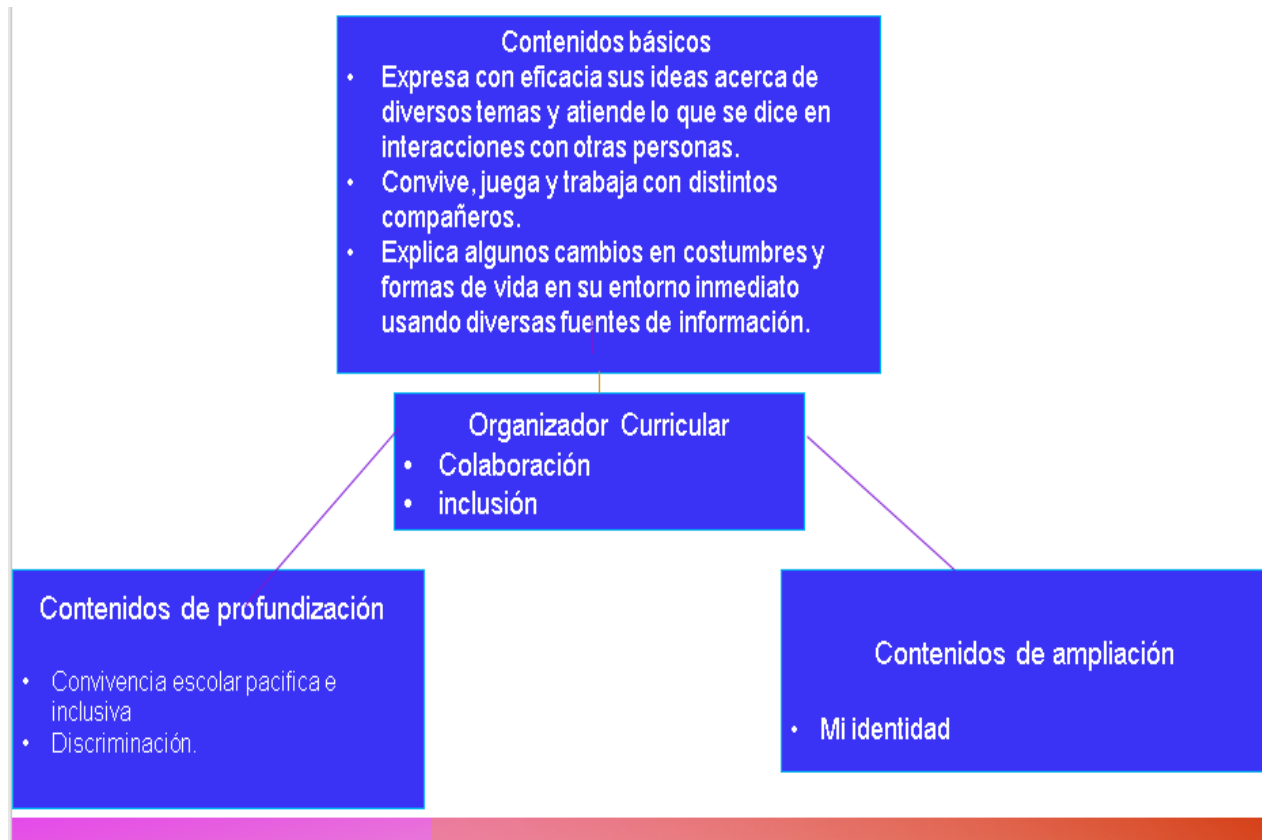 Contenidos básicos
• Expresa con eficacia sus ideas acerca de
diversos temas y atiende lo que se dice en
interacciones con otras personas.
• Convive, juega y trabaja con distintos
compañeros.
• Explica algunos cambios en costumbres y
formas de vida en su entorno inmediato
usando diversas fuentes de información.
Organizador Curricular
• Colaboración
• inclusión
Contenidos de profundización
• Convivencia escolar pacifica e
inclusiva
• Discriminación.
Contenidos de ampliación
• Mi identidad